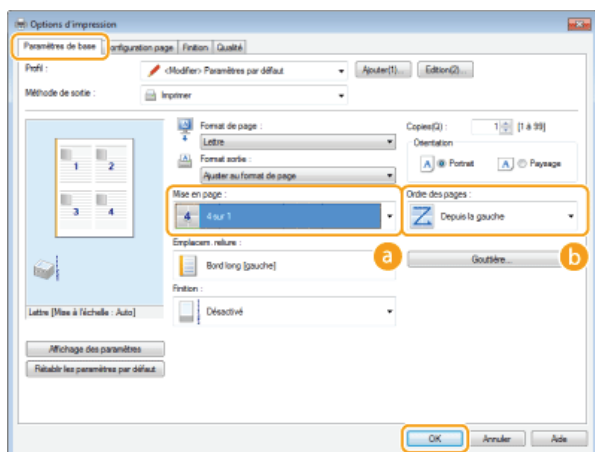 Options d'impression
Paramètres de base
Configuration page
Finition
Qualité
Profil :
<Modifier> Paramètres par défaut
Ajouter(1)...
Edition(2)...
Méthode de sortie :
Imprimer
Format de page :
Lettre
Copies(Q) :
1
[1 à 99]
Orientation
Format sortie :
Ajuster au format de page
A
Portrait
A
Paysage
1
2
3
4
Mise en page :
4
4 sur 1
Ordre des pages :
Depuis la gauche
a
b
Emplacem. reliure :
Bord long [gauche]
Gouttière...
Finition :
Désactivé
Lettre [Mise à l'échelle : Auto]
Affichage des paramètres
Rétablir les paramètres par défaut
OK
Annuler
Aide